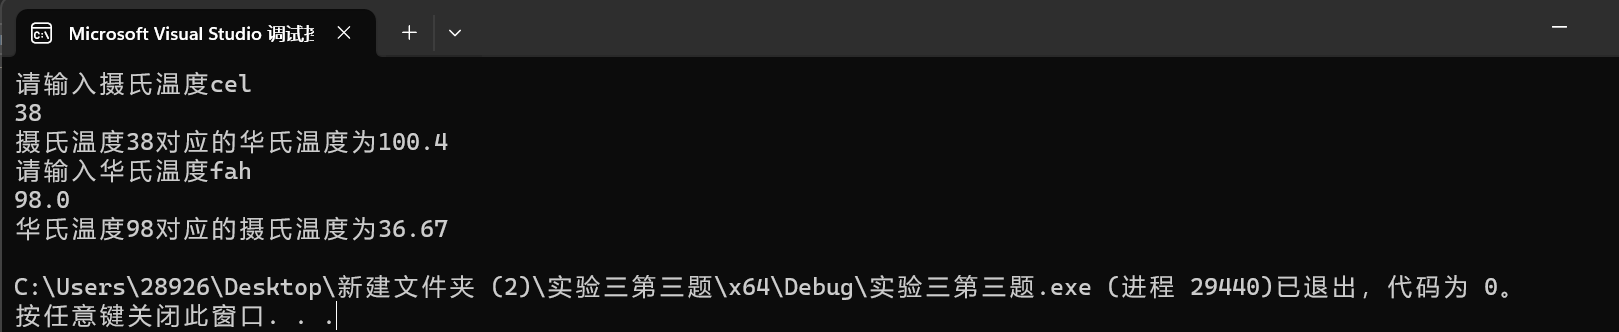 Microsoft Visual Studio 调试
请输入摄氏温度cel
38
摄氏温度38对应的华氏温度为100.4
请输入华氏温度fah
98.0
华氏温度98对应的摄氏温度为36.67
C:\Users\28926\Desktop\新建文件夹 (2)\实验三第三题\x64\Debug\实验三第三题.exe (进程 29440)已退出，代码为 0。
按任意键关闭此窗口. . .